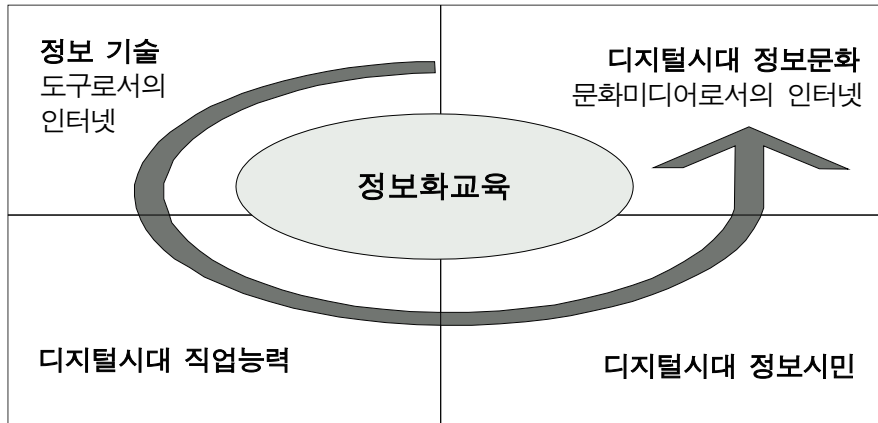 정보 기술
도구로서의
인터넷
디지털시대 정보문화
문화미디어로서의 인터넷
정보화교육
디지털시대 직업능력
디지털시대 정보시민